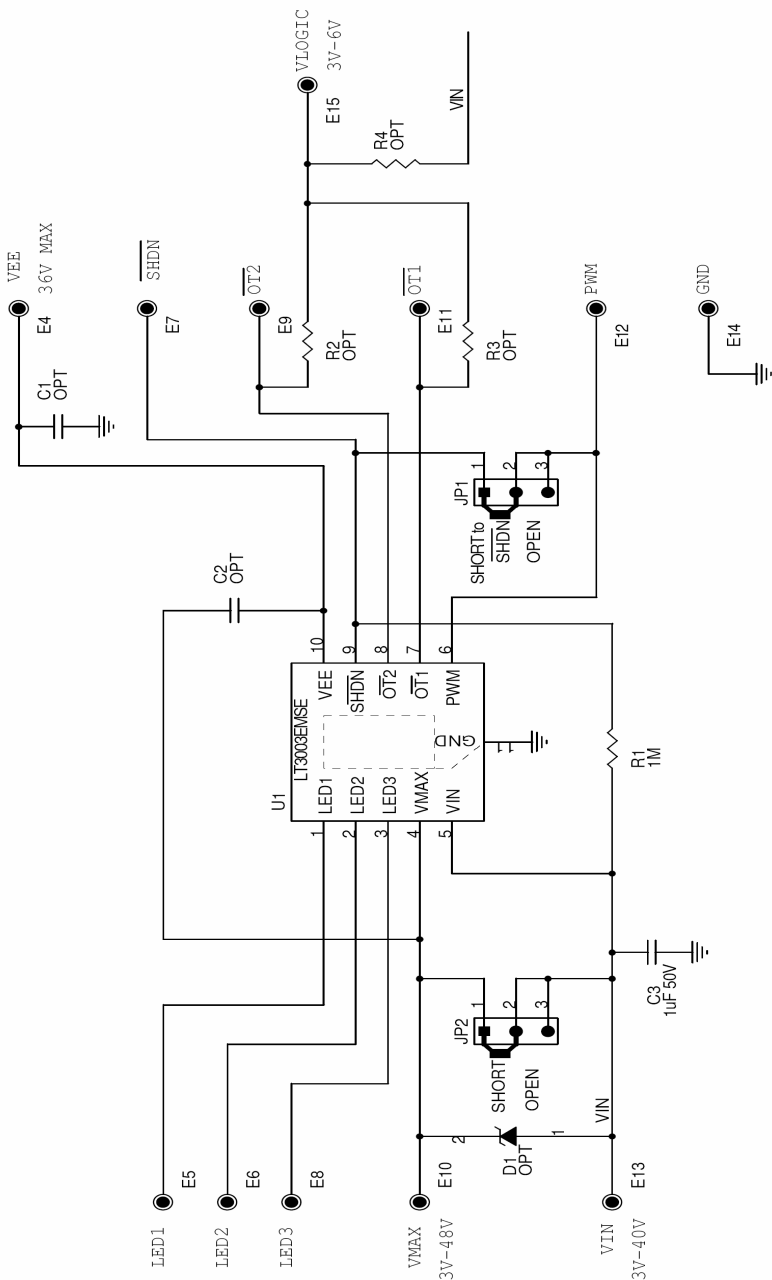 LED1
E5
LED2
E6
LED3
E8
VMAX
3V-48V
E10
VIN
3V-40V
E13
D1
OPT
2
1
VIN
JP2
SHORT
OPEN
1
2
3
C3
1uF 50V
U1
LT3003EMSE
1
LED1
2
LED2
3
LED3
4
VMAX
5
VIN
VEE
10
SHDN
9
OT2
8
OT1
7
PWM
6
GND
11
R1
1M
C2
OPT
JP1
SHORT to
SHDN
OPEN
1
2
3
C1
OPT
VEE
36V MAX
E4
SHDN
E7
OT2
E9
R2
OPT
OT1
E11
R3
OPT
PWM
E12
GND
E14
R4
OPT
VIN
VLOGIC
3V-6V
E15